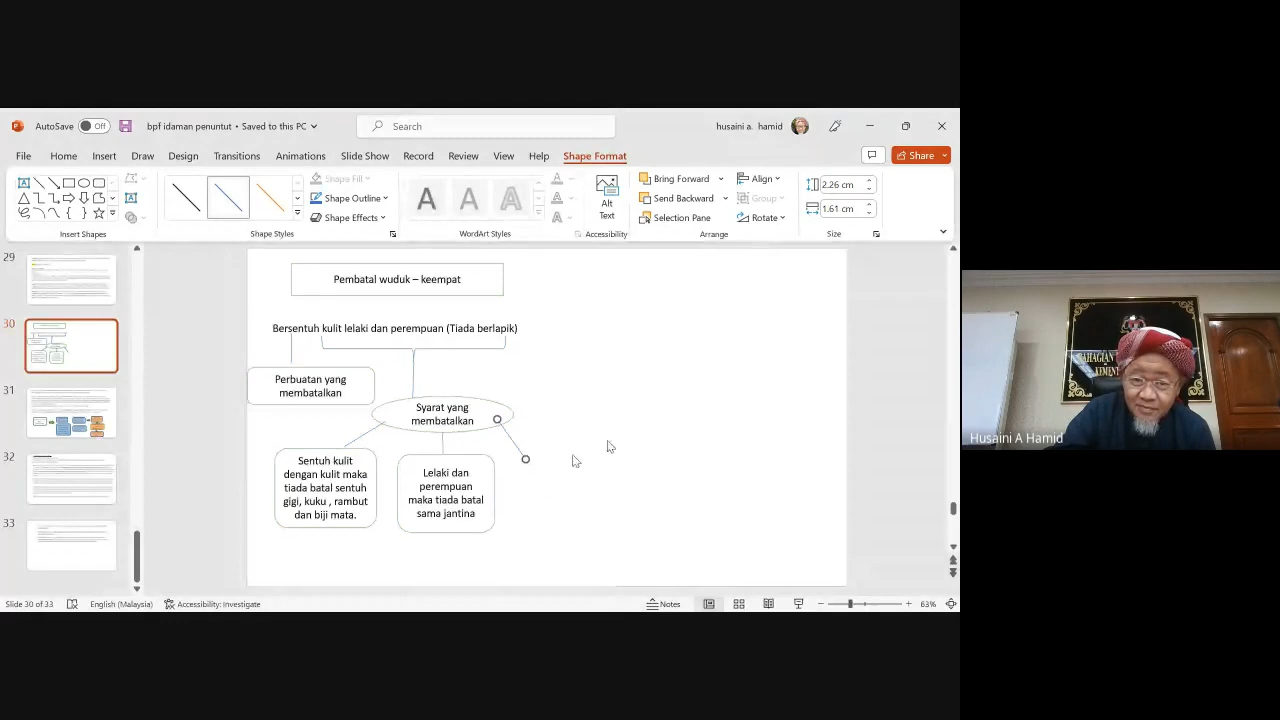 AutoSave Off bpf idaman penuntut • Saved to this PC Search husaini a. hamid
File Home Insert Draw Design Transitions Animations Slide Show Record Review View Help Shape Format Share
Shape Fill
Shape Outline
Shape Effects
A A A
Alt
Text
Bring Forward
Send Backward
Selection Pane
Align
Group
Rotate
2.26 cm
1.61 cm
Insert Shapes Shape Styles WordArt Styles Accessibility Arrange Size
29
30
31
32
33
Pembatal wuduk – keempat
Bersentuh kulit lelaki dan perempuan (Tiada berlapik)
Perbuatan yang
membatalkan
Syarat yang
membatalkan
Sentuh kulit
dengan kulit maka
tiada batal sentuh
gigi, kuku , rambut
dan biji mata.
Lelaki dan
perempuan
maka tiada batal
sama jantina
BAHAGIAN
Husaini A Hamid
Slide 30 of 33 English (Malaysia) Accessibility: Investigate Notes 63%